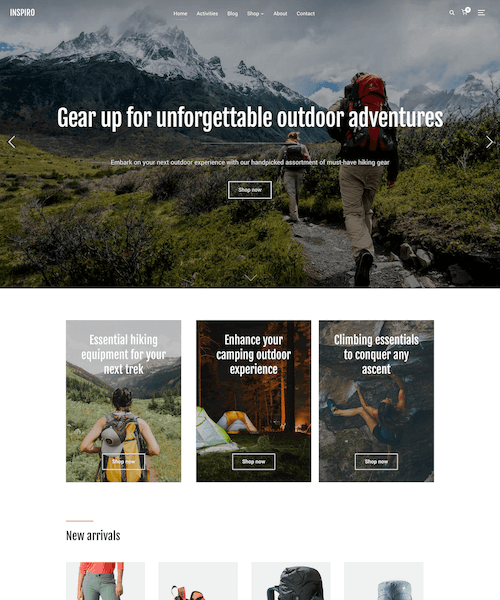 INSPIRO
Home Activities Blog Shop About Contact
0
Gear up for unforgettable outdoor adventures
Embark on your next outdoor experience with our handpicked assortment of must-have hiking gear
Shop now
Essential hiking
equipment for your
next trek
Shop now
Enhance your
camping outdoor
experience
Shop now
Climbing essentials
to conquer any
ascent
Shop now
New arrivals